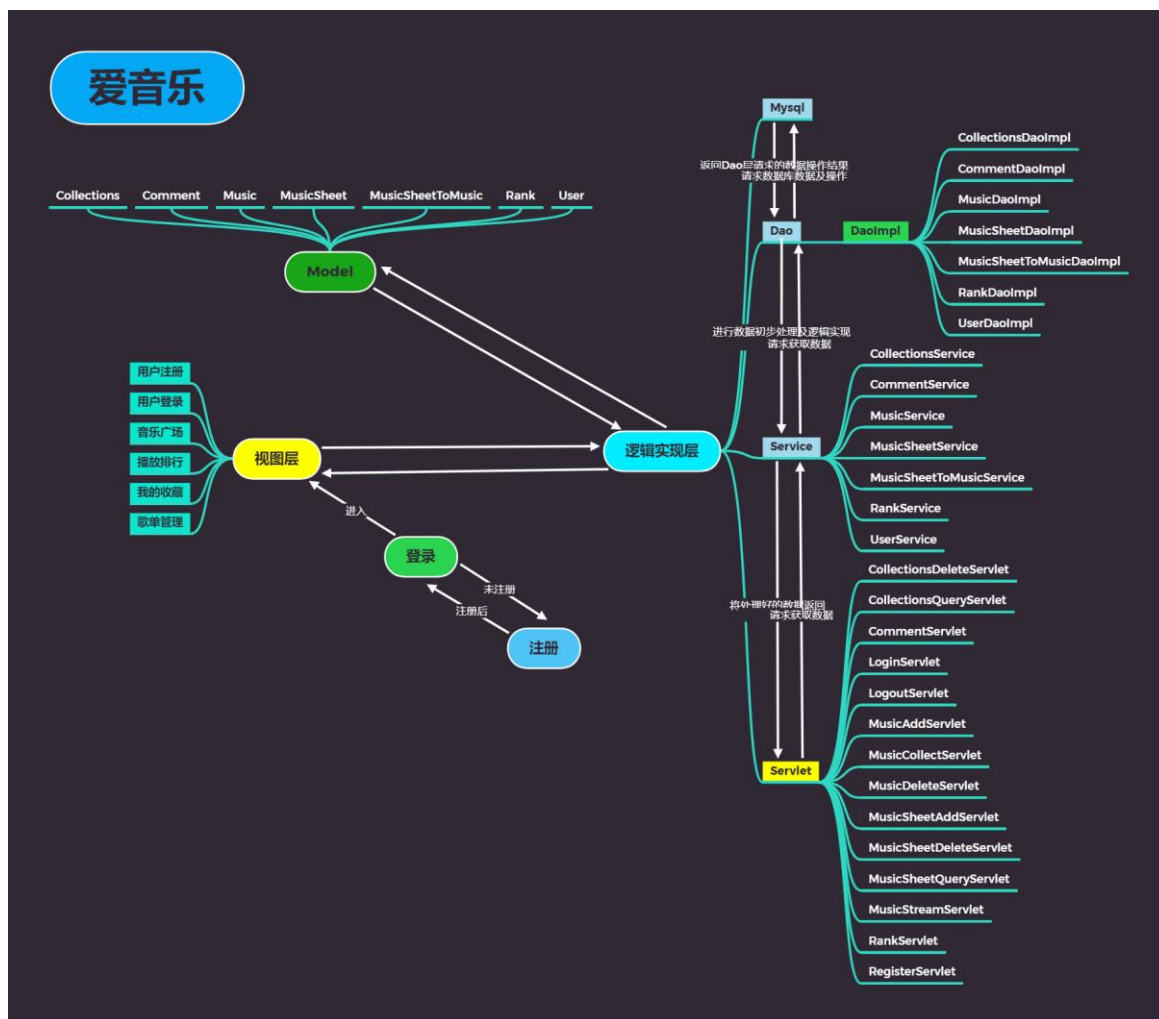 爱音乐
Collections
Comment
Music
MusicSheet
MusicSheetToMusic
Rank
User
Model
用户注册
用户登录
音乐广场
播放排行
我的收藏
歌单管理
视图层
进入
登录
未注册
注册后
注册
逻辑实现层
Mysql
返回Dao层请求的数据操作结果
请求数据库数据及操作
Dao
DaoImpl
CollectionsDaoImpl
CommentDaoImpl
MusicDaoImpl
MusicSheetDaoImpl
MusicSheetToMusicDaoImpl
RankDaoImpl
UserDaoImpl
进行数据初步处理及逻辑实现
请求获取数据
Service
CollectionsService
CommentService
MusicService
MusicSheetService
MusicSheetToMusicService
RankService
UserService
将处理好的数据返回
请求获取数据
Servlet
CollectionsDeleteServlet
CollectionsQueryServlet
CommentServlet
LoginServlet
LogoutServlet
MusicAddServlet
MusicCollectServlet
MusicDeleteServlet
MusicSheetAddServlet
MusicSheetDeleteServlet
MusicSheetQueryServlet
MusicStreamServlet
RankServlet
RegisterServlet